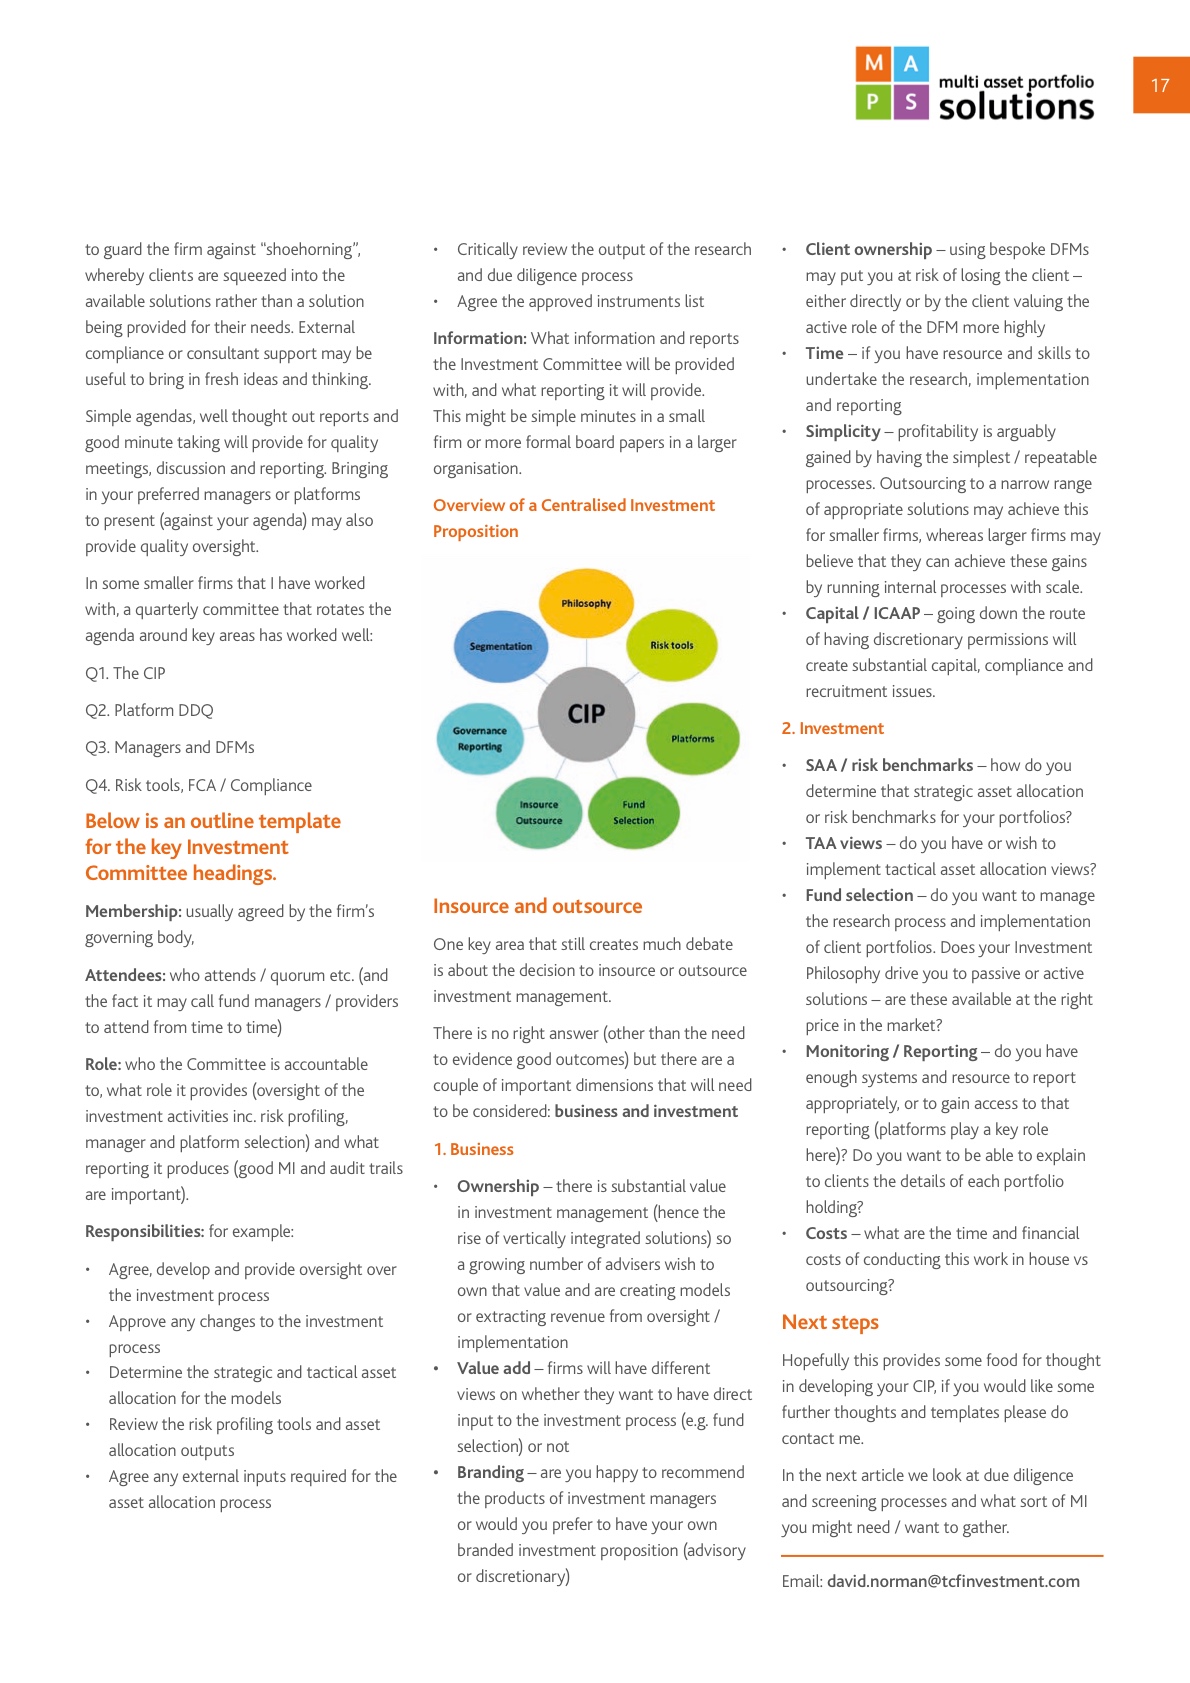 M A
P S
multi asset portfolio
solutions
17
to guard the firm against “shoehorning”,
whereby clients are squeezed into the
available solutions rather than a solution
being provided for their needs. External
compliance or consultant support may be
useful to bring in fresh ideas and thinking.
Simple agendas, well thought out reports and
good minute taking will provide for quality
meetings, discussion and reporting. Bringing
in your preferred managers or platforms
to present (against your agenda) may also
provide quality oversight.
In some smaller firms that I have worked
with, a quarterly committee that rotates the
agenda around key areas has worked well:
Q1. The CIP
Q2. Platform DDQ
Q3. Managers and DFMs
Q4. Risk tools, FCA / Compliance
Below is an outline template
for the key Investment
Committee headings.
Membership: usually agreed by the firm’s
governing body,
Attendees: who attends / quorum etc. (and
the fact it may call fund managers / providers
to attend from time to time)
Role: who the Committee is accountable
to, what role it provides (oversight of the
investment activities inc. risk profiling,
manager and platform selection) and what
reporting it produces (good MI and audit trails
are important).
Responsibilities: for example:
• Agree, develop and provide oversight over
the investment process
• Approve any changes to the investment
process
• Determine the strategic and tactical asset
allocation for the models
• Review the risk profiling tools and asset
allocation outputs
• Agree any external inputs required for the
asset allocation process
• Critically review the output of the research
and due diligence process
• Agree the approved instruments list
Information: What information and reports
the Investment Committee will be provided
with, and what reporting it will provide.
This might be simple minutes in a small
firm or more formal board papers in a larger
organisation.
Overview of a Centralised Investment
Proposition
Philosophy
Segmentation
Risk tools
CIP
Governance
Reporting
Platforms
Insource
Outsource
Fund
Selection
Insource and outsource
One key area that still creates much debate
is about the decision to insource or outsource
investment management.
There is no right answer (other than the need
to evidence good outcomes) but there are a
couple of important dimensions that will need
to be considered: business and investment
1. Business
• Ownership – there is substantial value
in investment management (hence the
rise of vertically integrated solutions) so
a growing number of advisers wish to
own that value and are creating models
or extracting revenue from oversight /
implementation
• Value add – firms will have different
views on whether they want to have direct
input to the investment process (e.g. fund
selection) or not
• Branding – are you happy to recommend
the products of investment managers
or would you prefer to have your own
branded investment proposition (advisory
or discretionary)
• Client ownership – using bespoke DFMs
may put you at risk of losing the client –
either directly or by the client valuing the
active role of the DFM more highly
• Time – if you have resource and skills to
undertake the research, implementation
and reporting
• Simplicity – profitability is arguably
gained by having the simplest / repeatable
processes. Outsourcing to a narrow range
of appropriate solutions may achieve this
for smaller firms, whereas larger firms may
believe that they can achieve these gains
by running internal processes with scale.
• Capital / ICAAP – going down the route
of having discretionary permissions will
create substantial capital, compliance and
recruitment issues.
2. Investment
• SAA / risk benchmarks – how do you
determine that strategic asset allocation
or risk benchmarks for your portfolios?
• TAA views – do you have or wish to
implement tactical asset allocation views?
• Fund selection – do you want to manage
the research process and implementation
of client portfolios. Does your Investment
Philosophy drive you to passive or active
solutions – are these available at the right
price in the market?
• Monitoring / Reporting – do you have
enough systems and resource to report
appropriately, or to gain access to that
reporting (platforms play a key role
here)? Do you want to be able to explain
to clients the details of each portfolio
holding?
• Costs – what are the time and financial
costs of conducting this work in house vs
outsourcing?
Next steps
Hopefully this provides some food for thought
in developing your CIP, if you would like some
further thoughts and templates please do
contact me.
In the next article we look at due diligence
and screening processes and what sort of MI
you might need / want to gather.
Email: david.norman@tcfinvestment.com